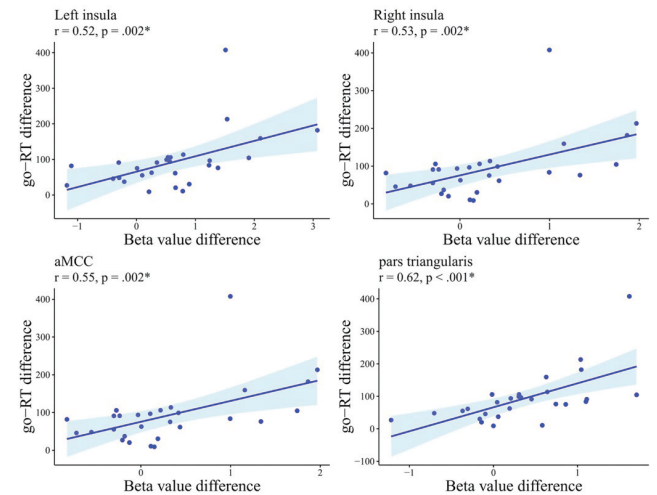 Left insula
r = 0.52, p = .002*
go−RT difference
400
300
200
100
0
−1
0
1
2
3
Beta value difference
Right insula
r = 0.53, p = .002*
go−RT difference
400
300
200
100
0
0
1
2
Beta value difference
aMCC
r = 0.55, p = .002*
go−RT difference
400
300
200
100
0
0
1
2
Beta value difference
pars triangularis
r = 0.62, p < .001*
go−RT difference
400
300
200
100
0
−100
−1
0
1
Beta value difference